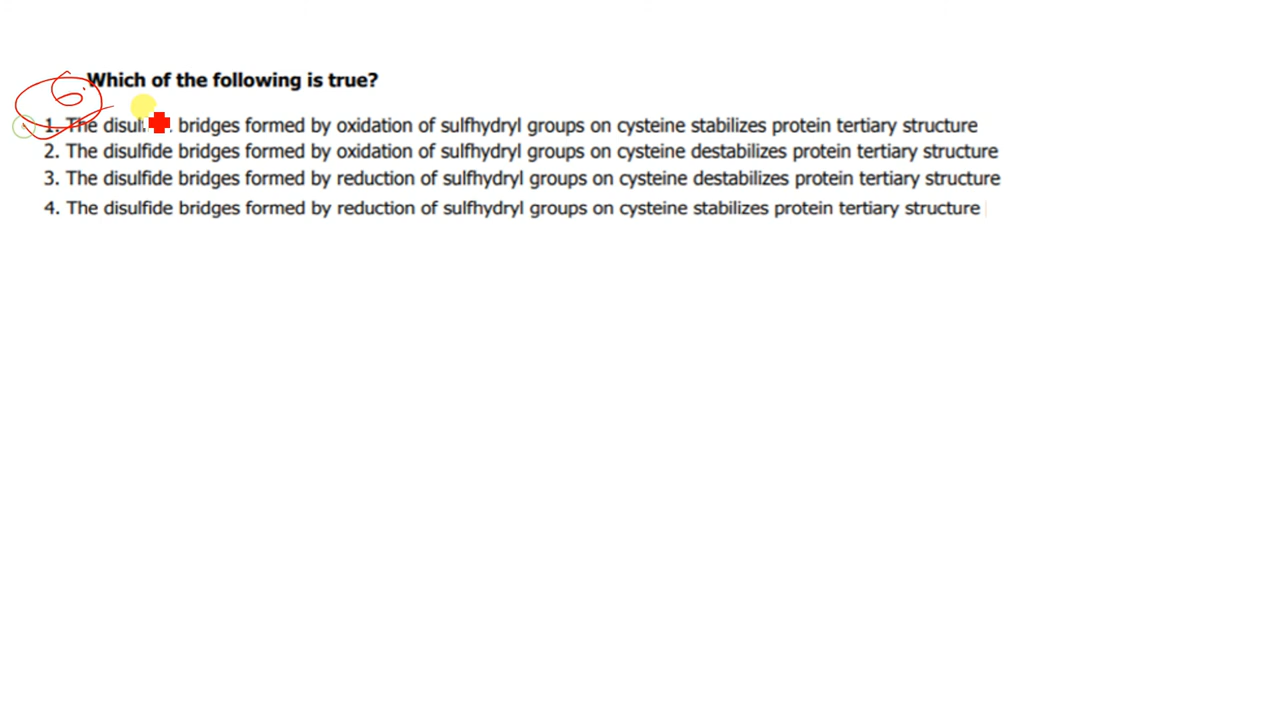 6. Which of the following is true?
1. The bridges formed by oxidation of sulfhydryl groups on cysteine stabilizes protein tertiary structure
2. The disulfide bridges formed by oxidation of sulfhydryl groups on cysteine destabilizes protein tertiary structure
3. The disulfide bridges formed by reduction of sulfhydryl groups on cysteine destabilizes protein tertiary structure
4. The disulfide bridges formed by reduction of sulfhydryl groups on cysteine stabilizes protein tertiary structure